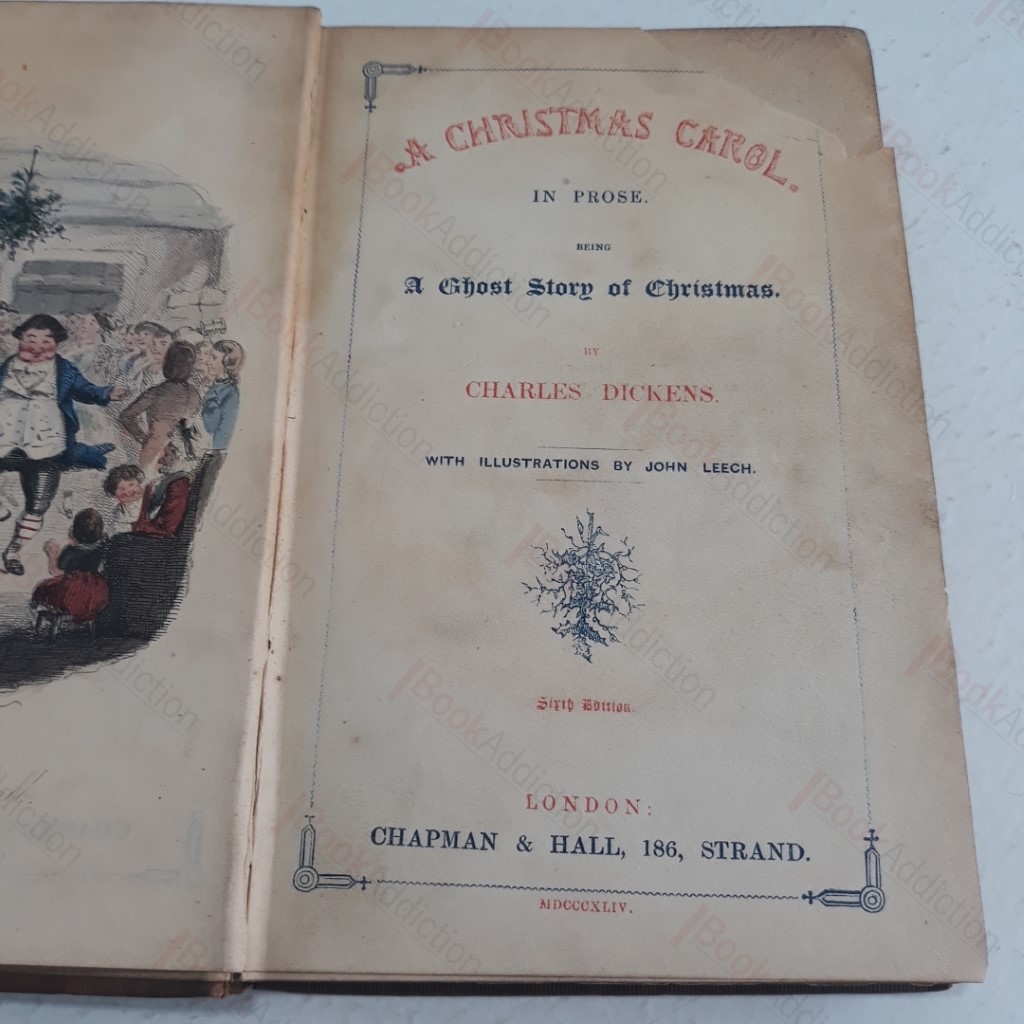 A CHRISTMAS CAROL.
IN PROSE.
BEING
A Ghost Story of Christmas.
BY
CHARLES DICKENS.
WITH ILLUSTRATIONS BY JOHN LEECH.
Sixth Edition.
LONDON:
CHAPMAN & HALL, 186, STRAND.
MDCCCXLIV.
BookAddiction